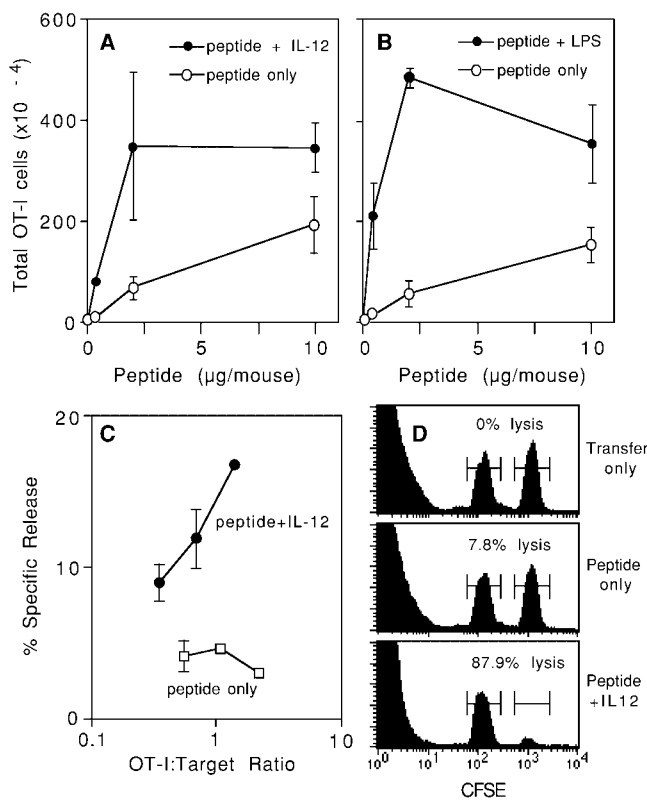 600
400
200
0
Total OT-I cells (x10 - 4)
A
peptide + IL-12
peptide only
0
5
10
Peptide (µg/mouse)
B
peptide + LPS
peptide only
0
5
10
Peptide (µg/mouse)
20
10
0
% Specific Release
C
peptide+IL-12
peptide only
0.1
1
10
OT-I:Target Ratio
D
0% lysis
Transfer
only
7.8% lysis
Peptide
only
87.9% lysis
Peptide
+IL12
10⁰ 10¹ 10² 10³ 10⁴
CFSE